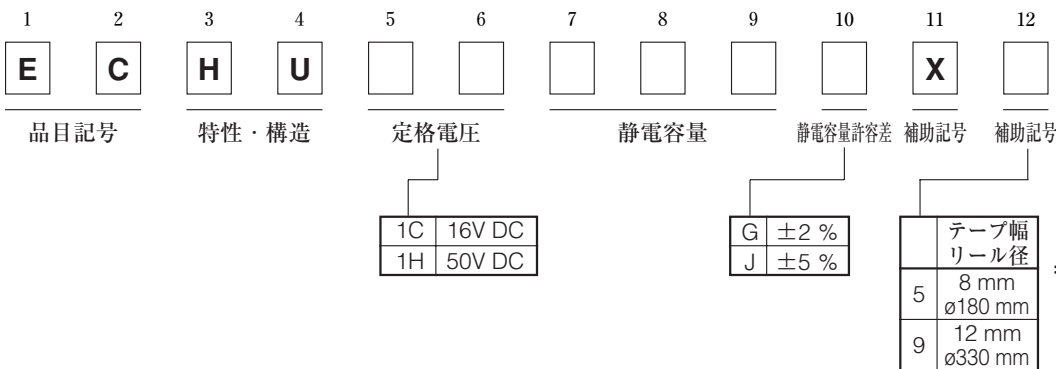 1 2 3 4 5 6 7 8 9 10 11 12
E C H U X
品目記号 特性・構造 定格電圧 静電容量 静電容量許容差 補助記号 補助記号
1C 16V DC
1H 50V DC
G ±2 %
J ±5 %
テープ幅
リール径
5 8 mm
ø180 mm
9 12 mm
ø330 mm